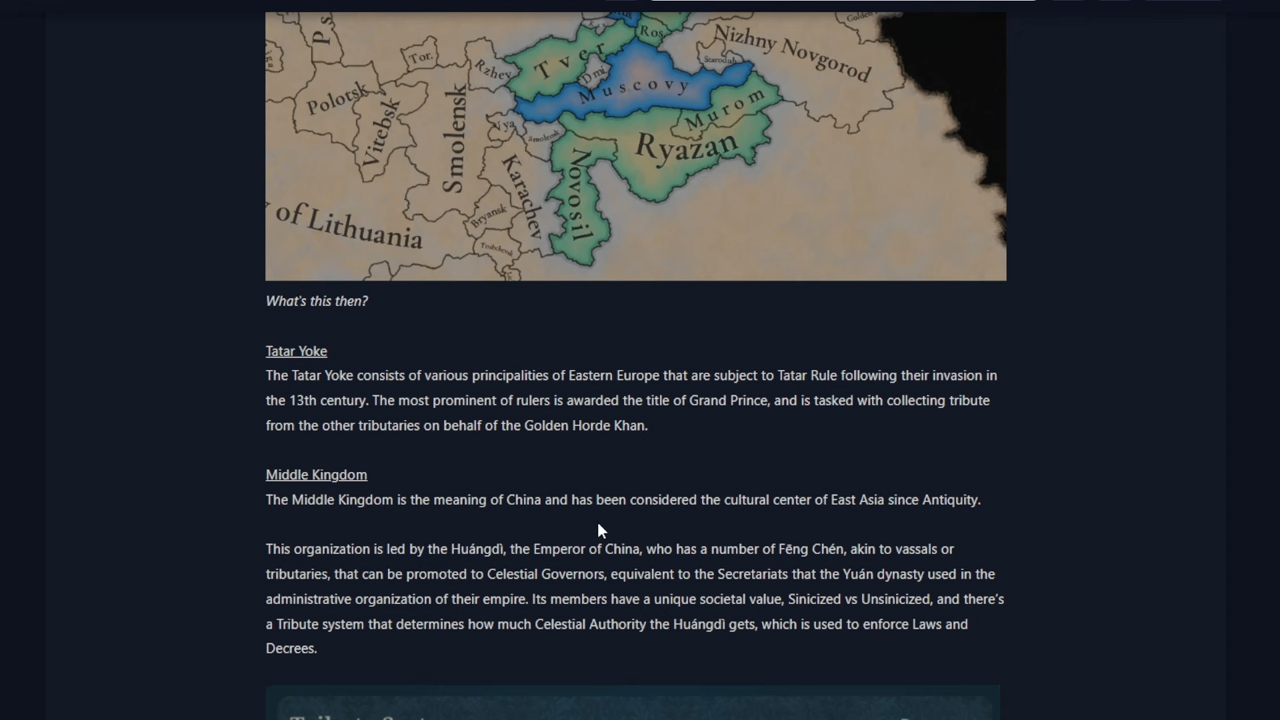 Ps
Tor.
Rzhev
Tver
Ros
Nizhny Novgorod
Starodub
Dmi
Muscovy
Polotsk
Vitebsk
Smolensk
Vya
Smolensk
Murom
Ryazan
Novosil
Karachev
Bryansk
of Lithuania
What's this then?
Tatar Yoke
The Tatar Yoke consists of various principalities of Eastern Europe that are subject to Tatar Rule following their invasion in
the 13th century. The most prominent of rulers is awarded the title of Grand Prince, and is tasked with collecting tribute
from the other tributaries on behalf of the Golden Horde Khan.
Middle Kingdom
The Middle Kingdom is the meaning of China and has been considered the cultural center of East Asia since Antiquity.
This organization is led by the Huángdì, the Emperor of China, who has a number of Fēng Chén, akin to vassals or
tributaries, that can be promoted to Celestial Governors, equivalent to the Secretariats that the Yuán dynasty used in the
administrative organization of their empire. Its members have a unique societal value, Sinicized vs Unsinicized, and there's
a Tribute system that determines how much Celestial Authority the Huángdì gets, which is used to enforce Laws and
Decrees.